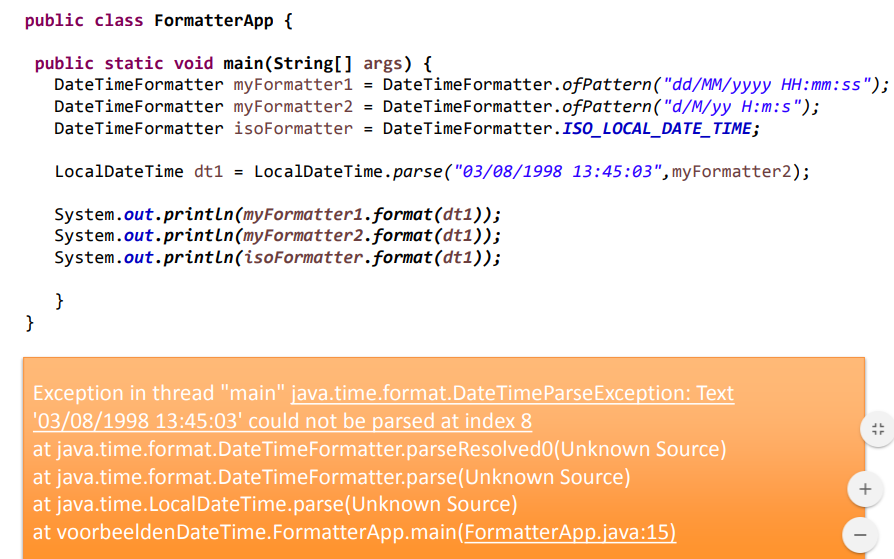 public class FormatterApp {
public static void main(String[] args) {
DateTimeFormatter myFormatter1 = DateTimeFormatter.ofPattern("dd/MM/yyyy HH:mm:ss");
DateTimeFormatter myFormatter2 = DateTimeFormatter.ofPattern("d/M/yy H:m:s");
DateTimeFormatter isoFormatter = DateTimeFormatter.ISO_LOCAL_DATE_TIME;
LocalDateTime dt1 = LocalDateTime.parse("03/08/1998 13:45:03",myFormatter2);
System.out.println(myFormatter1.format(dt1));
System.out.println(myFormatter2.format(dt1));
System.out.println(isoFormatter.format(dt1));
}
}
Exception in thread "main" java.time.format.DateTimeParseException: Text
'03/08/1998 13:45:03' could not be parsed at index 8
at java.time.format.DateTimeFormatter.parseResolved0(Unknown Source)
at java.time.format.DateTimeFormatter.parse(Unknown Source)
at java.time.LocalDateTime.parse(Unknown Source)
at voorbeeldenDateTime.FormatterApp.main(FormatterApp.java:15)